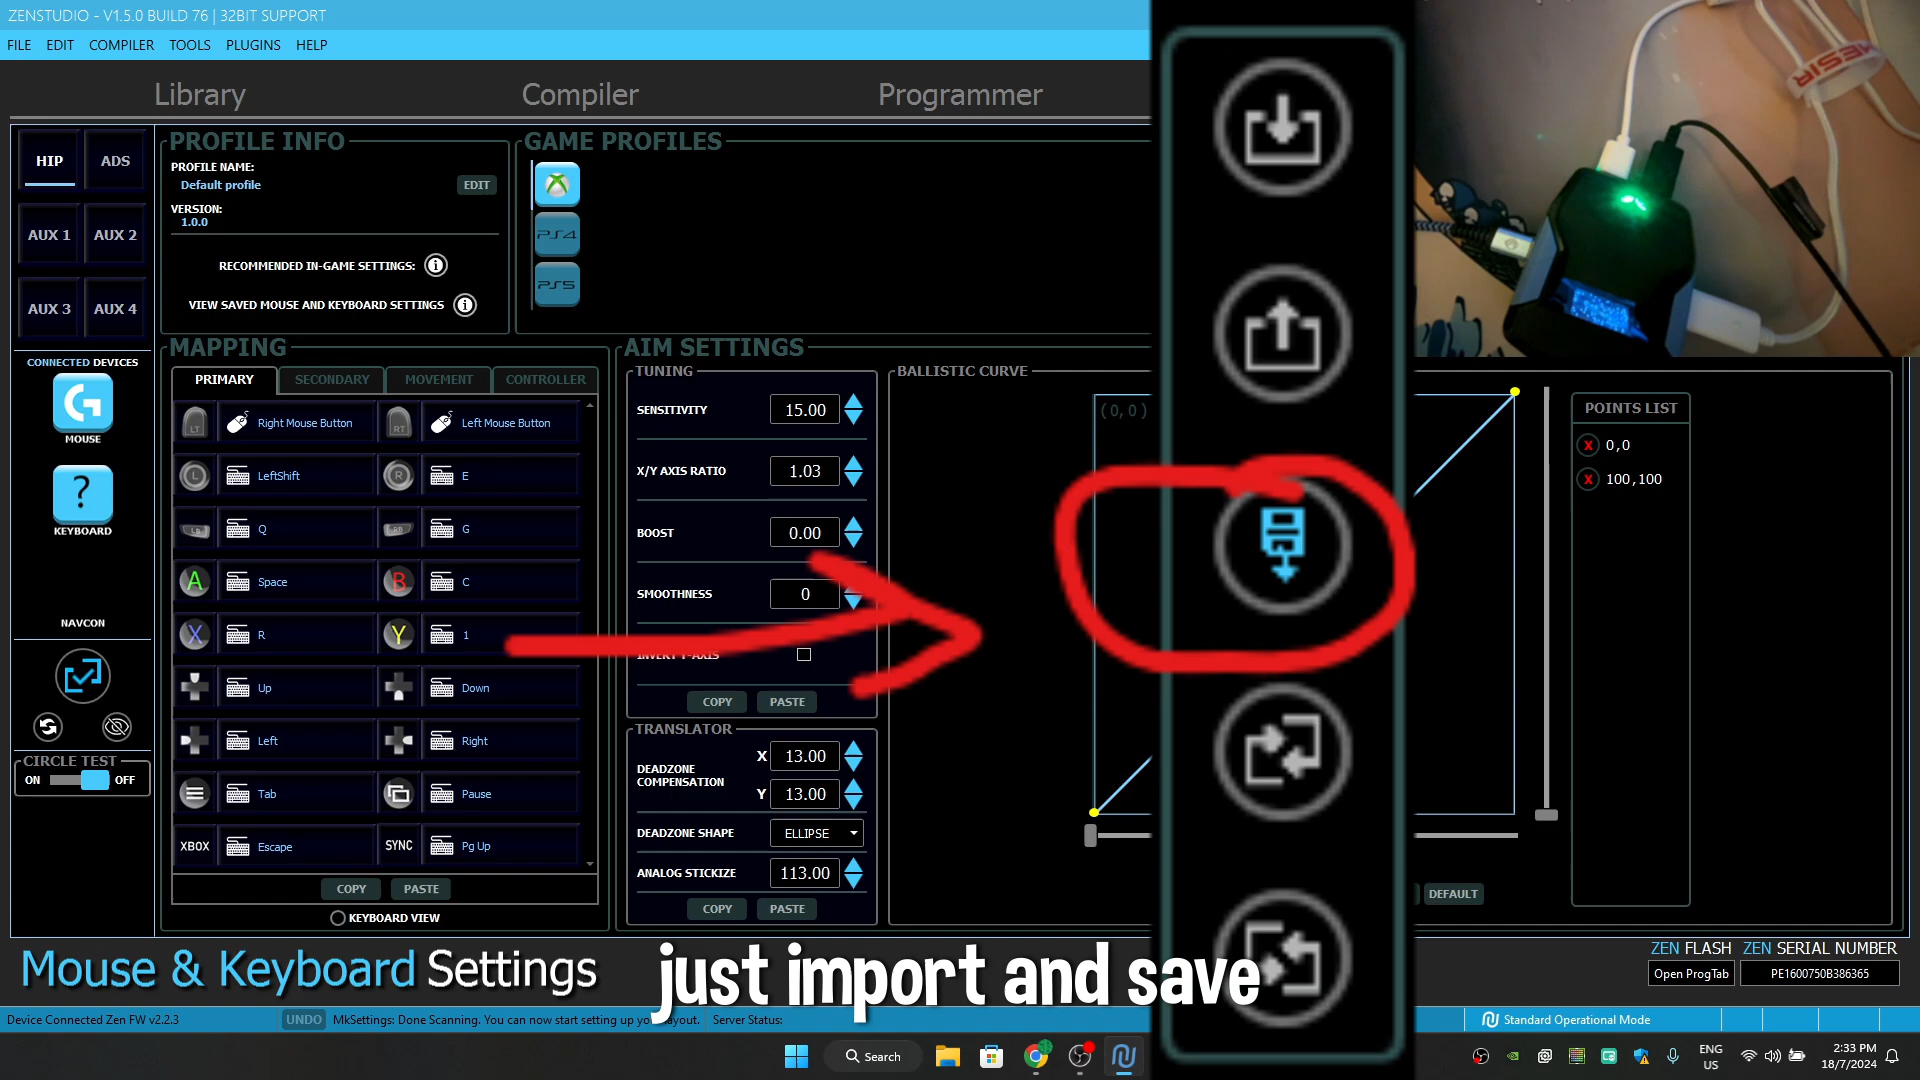 ZENSTUDIO - V1.5.0 BUILD 76 | 32BIT SUPPORT
FILE EDIT COMPILER TOOLS PLUGINS HELP
Library Compiler Programmer
HIP ADS
AUX 1 AUX 2
AUX 3 AUX 4
CONNECTED DEVICES
MOUSE
?
KEYBOARD
NAVCON
CIRCLE TEST
ON OFF
PROFILE INFO
PROFILE NAME:
Default profile
EDIT
VERSION:
1.0.0
RECOMMENDED IN-GAME SETTINGS:
VIEW SAVED MOUSE AND KEYBOARD SETTINGS
GAME PROFILES
PS4
PS5
MAPPING
PRIMARY SECONDARY MOVEMENT CONTROLLER
LT Right Mouse Button RT Left Mouse Button
L LeftShift R E
LB Q RB G
A Space B C
X R Y 1
Up Down
Left Right
Tab Pause
XBOX Escape SYNC Pg Up
COPY PASTE
KEYBOARD VIEW
AIM SETTINGS
TUNING
SENSITIVITY 15.00
X/Y AXIS RATIO 1.03
BOOST 0.00
SMOOTHNESS 0
INVERT Y-AXIS
COPY PASTE
TRANSLATOR
DEADZONE COMPENSATION
X 13.00
Y 13.00
DEADZONE SHAPE ELLIPSE
ANALOG STICKIZE 113.00
COPY PASTE
BALLISTIC CURVE
(0,0)
DEFAULT
POINTS LIST
X 0,0
X 100,100
Mouse & Keyboard Settings
just import and save
ZEN FLASH ZEN SERIAL NUMBER
Open ProgTab PE1600750B386365
Device Connected Zen FW v2.2.3 UNDO MkSettings: Done Scanning. You can now start setting up yo layout. Server Status:
Standard Operational Mode
Search
ENG
US
2:33 PM
18/7/2024